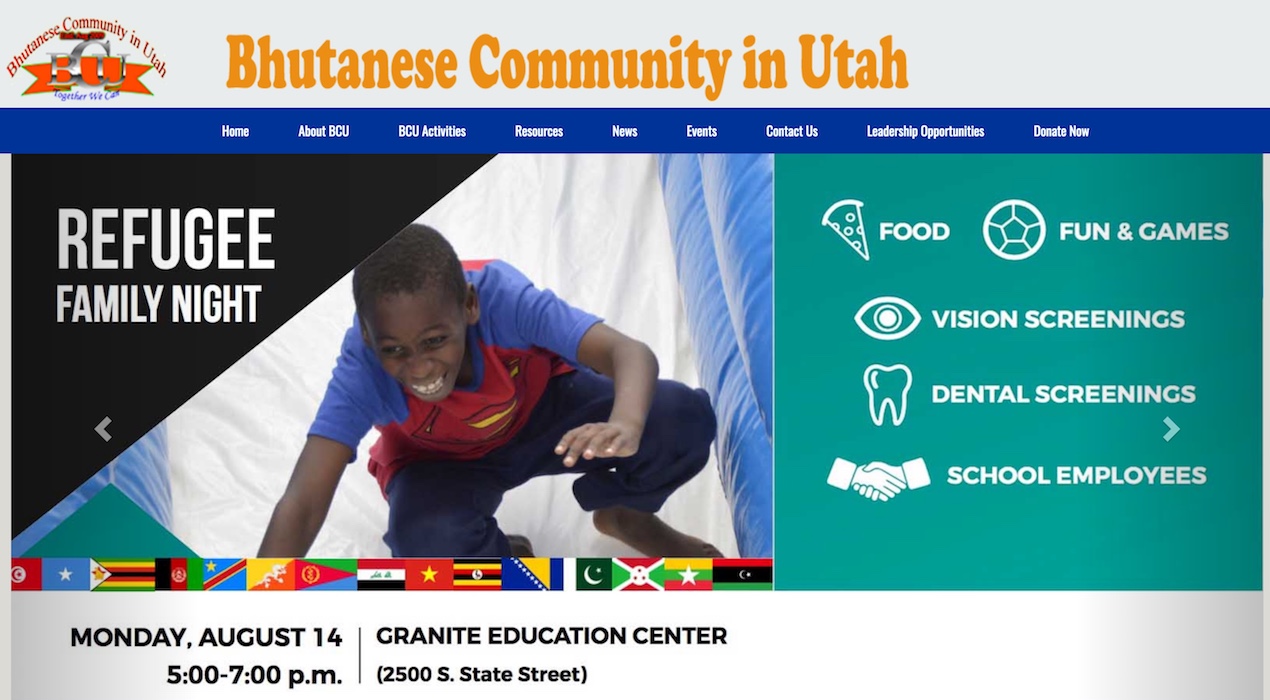 Bhutanese Community in Utah
BCU
Together We Can
Bhutanese Community in Utah
Home
About BCU
BCU Activities
Resources
News
Events
Contact Us
Leadership Opportunities
Donate Now
REFUGEE
FAMILY NIGHT
FOOD
FUN & GAMES
VISION SCREENINGS
DENTAL SCREENINGS
SCHOOL EMPLOYEES
MONDAY, AUGUST 14
5:00-7:00 p.m.
GRANITE EDUCATION CENTER
(2500 S. State Street)